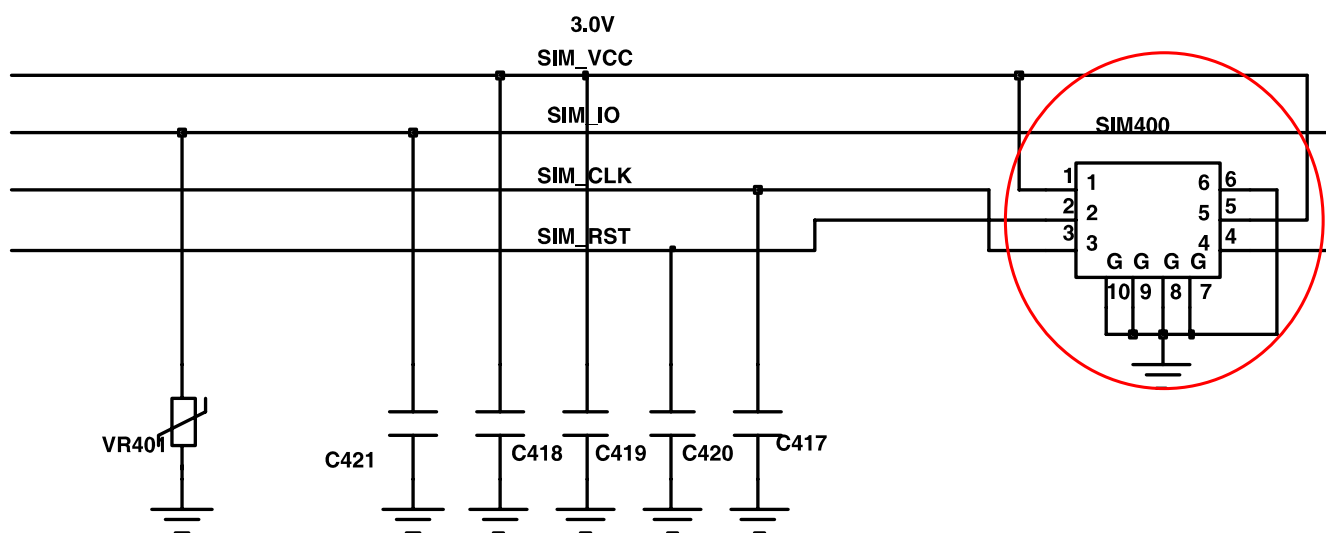 3.0V
SIM_VCC
SIM_IO
SIM400
SIM_CLK
1 1 6 6
2 2 5 5
SIM_RST
3 3 4 4
G G G G
10 9 8 7
VR401
C421
C418
C419
C420
C417